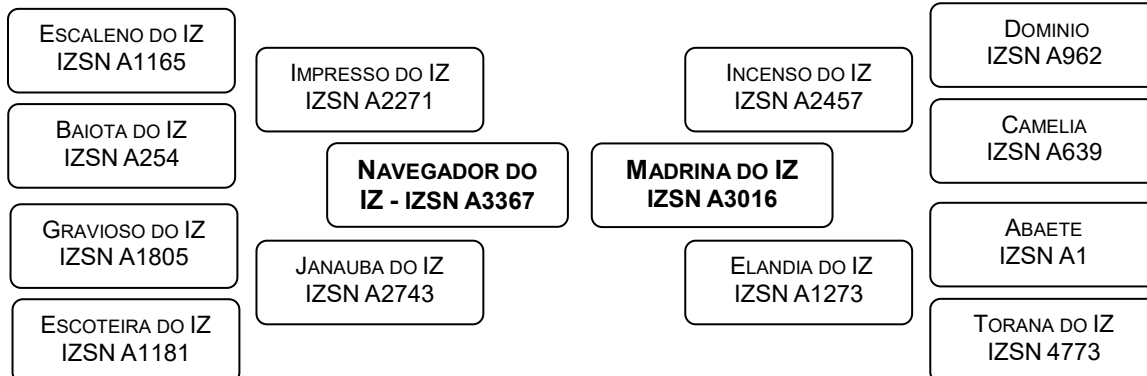 ESCALENO DO IZ
IZSN A1165
BAIOTA DO IZ
IZSN A254
GRAVIOSO DO IZ
IZSN A1805
ESCOTEIRA DO IZ
IZSN A1181
IMPRESSO DO IZ
IZSN A2271
JANAUBA DO IZ
IZSN A2743
NAVEGADOR DO
IZ - IZSN A3367
MADRINA DO IZ
IZSN A3016
INCENSO DO IZ
IZSN A2457
ELANDIA DO IZ
IZSN A1273
DOMINIO
IZSN A962
CAMELIA
IZSN A639
ABAETE
IZSN A1
TORANA DO IZ
IZSN 4773